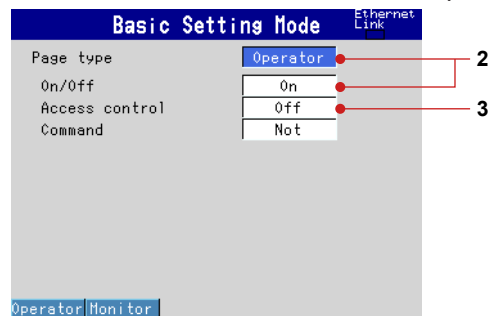 Basic Setting Mode
Ethernet
Link
Page type Operator 2
On/Off On
Access control Off 3
Command Not
Operator Monitor